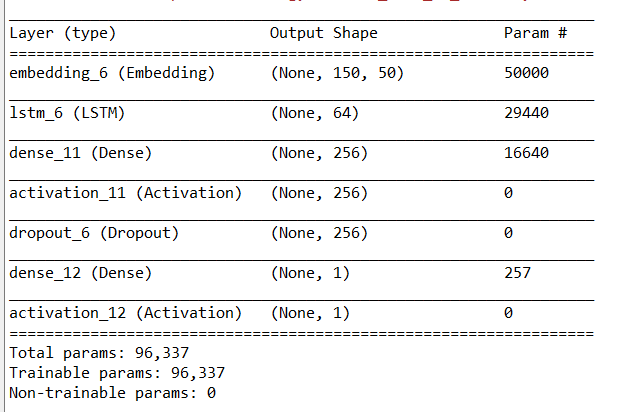 Layer (type) Output Shape Param #
=================================================================
embedding_6 (Embedding) (None, 150, 50) 50000
lstm_6 (LSTM) (None, 64) 29440
dense_11 (Dense) (None, 256) 16640
activation_11 (Activation) (None, 256) 0
dropout_6 (Dropout) (None, 256) 0
dense_12 (Dense) (None, 1) 257
activation_12 (Activation) (None, 1) 0
=================================================================
Total params: 96,337
Trainable params: 96,337
Non-trainable params: 0